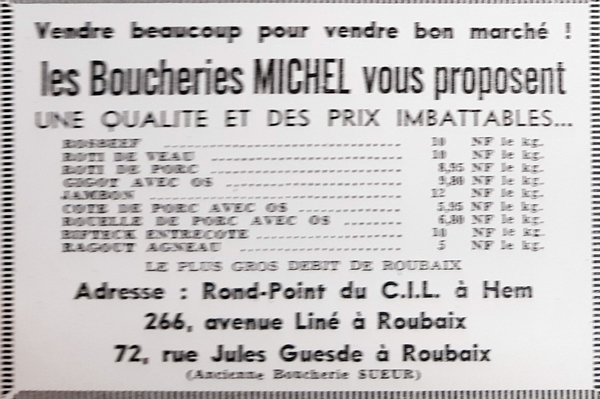 Vendre beaucoup pour vendre bon marché !
les Boucheries MICHEL vous proposent
UNE QUALITE ET DES PRIX IMBATTABLES...
ROSBEEF 10 NF le kg.
ROTI DE VEAU 10 NF le kg.
ROTI DE PORC 8,95 NF le kg.
GIGOT AVEC OS 9,80 NF le kg.
JAMBON 12 NF le kg.
COTE DE PORC AVEC OS 5,95 NF le kg.
ROUELLE DE PORC AVEC OS 6,80 NF le kg.
BIFTECK ENTRECOTE 10 NF le kg.
RAGOUT AGNEAU 5 NF le kg.
LE PLUS GROS DEBIT DE ROUBAIX
Adresse : Rond-Point du C.I.L. à Hem
266, avenue Liné à Roubaix
72, rue Jules Guesde à Roubaix
(Ancienne Boucherie SUEUR)